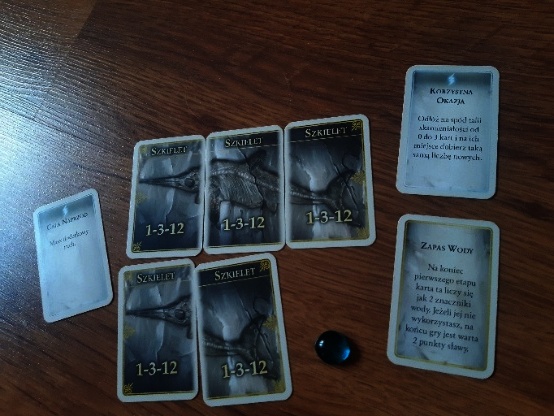 Szkielet
1-3-12
Szkielet
1-3-12
Szkielet
1-3-12
Szkielet
1-3-12
Szkielet
1-3-12
Korzystna
Okazja
Odłóż na spód talii
skamieniałości od
0 do 3 kart i na ich
miejsce dobierz taką
samą liczbę nowych.
Zapas Wody
Na koniec
pierwszego etapu
karta ta liczy się
jak 2 znaczniki
wody. Jeżeli jej nie
wykorzystasz, na
końcu gry jest warta
2 punkty sławy.